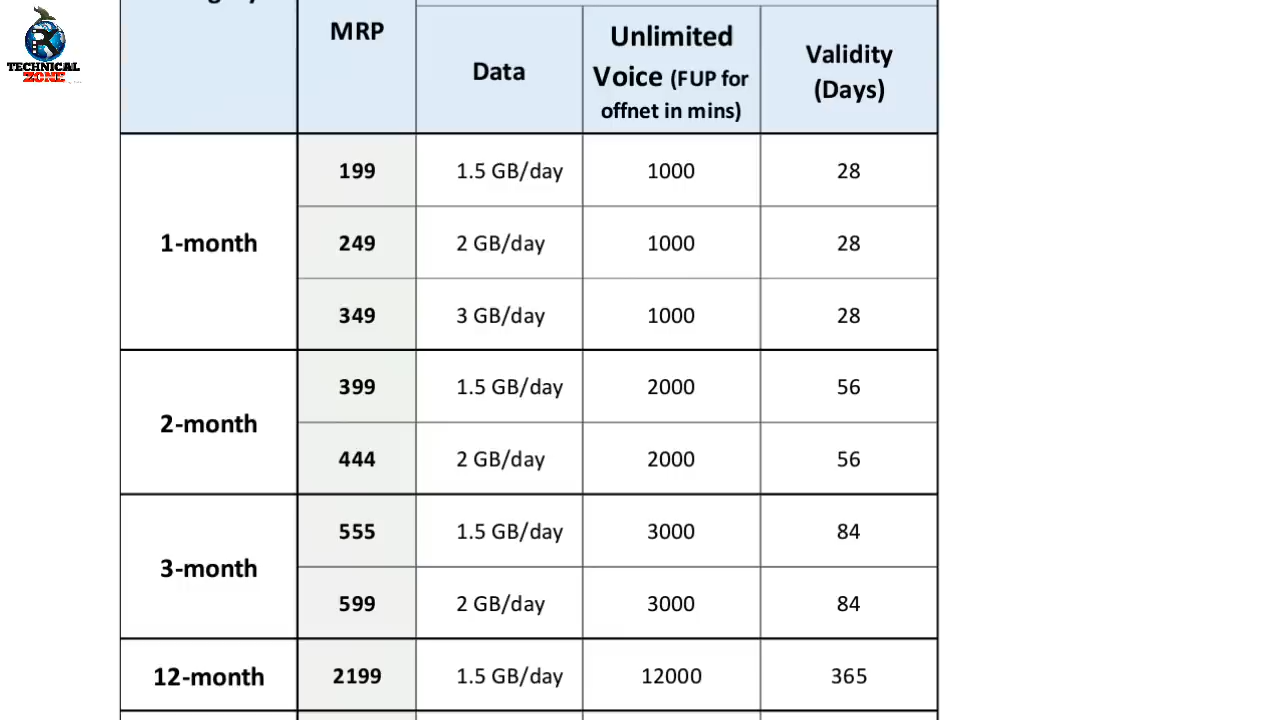 TECHNICAL
ZONE
MRP
Data
Unlimited
Voice (FUP for
offnet in mins)
Validity
(Days)
1-month
199 1.5 GB/day 1000 28
249 2 GB/day 1000 28
349 3 GB/day 1000 28
2-month
399 1.5 GB/day 2000 56
444 2 GB/day 2000 56
3-month
555 1.5 GB/day 3000 84
599 2 GB/day 3000 84
12-month 2199 1.5 GB/day 12000 365